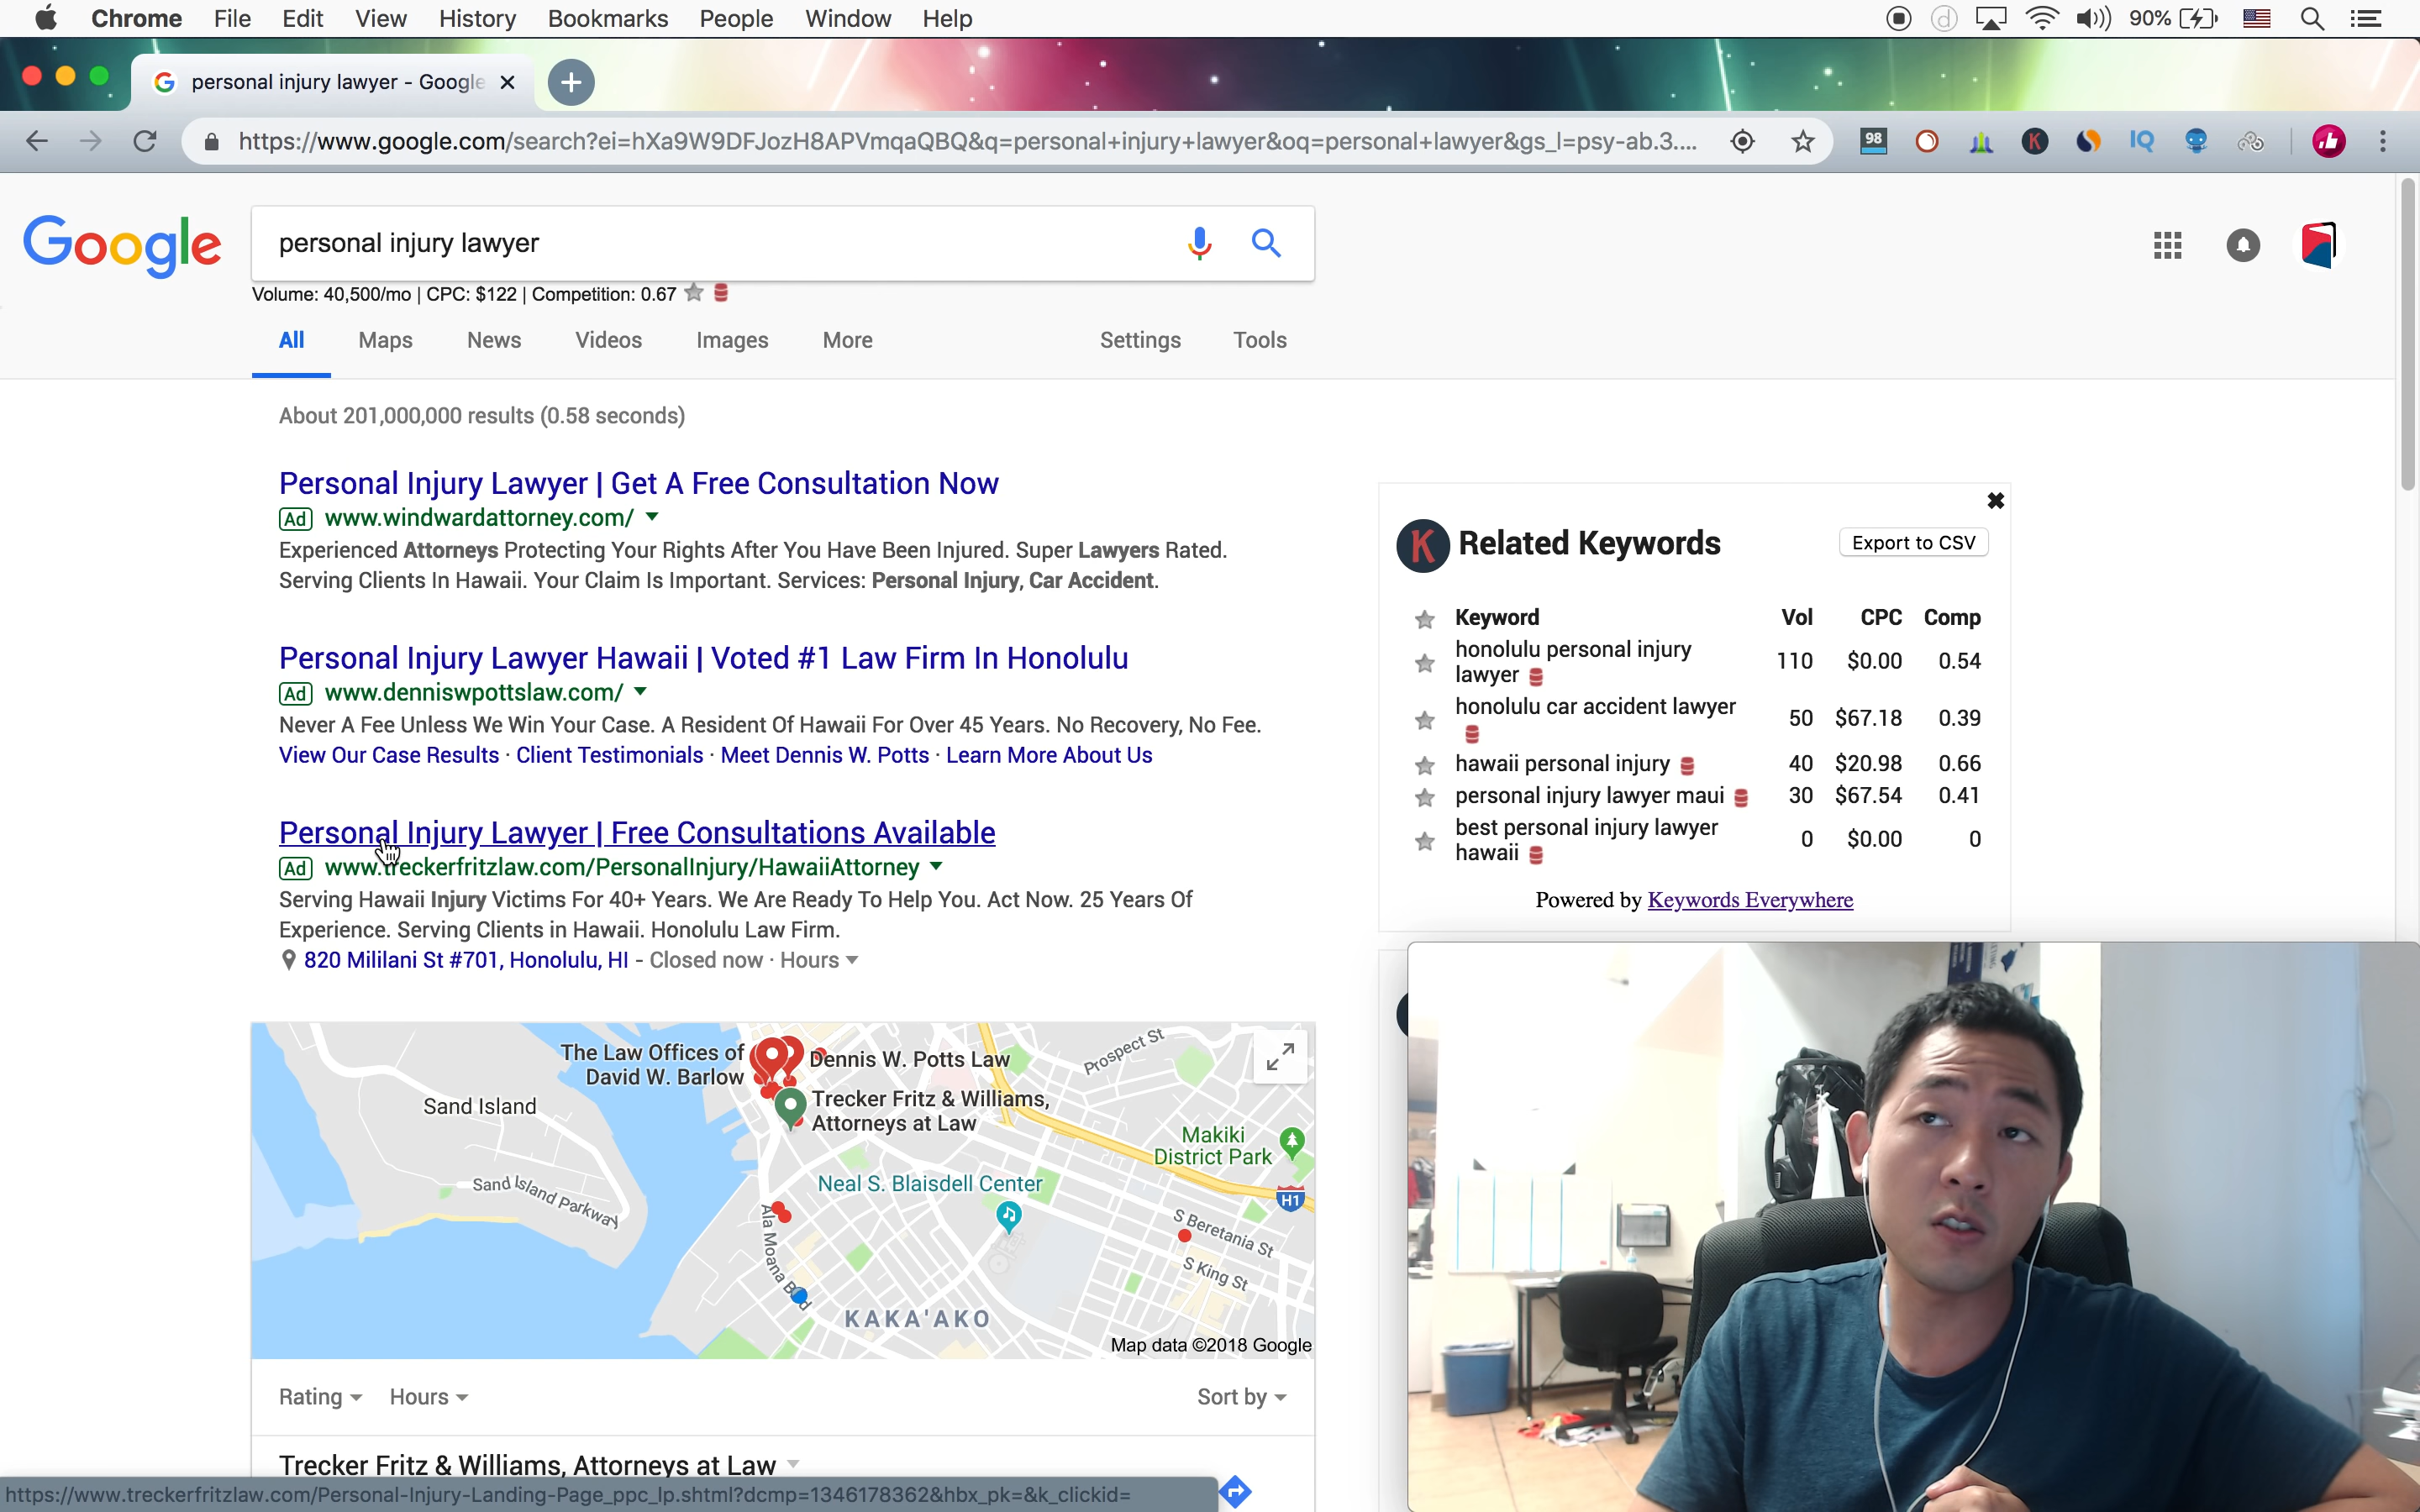 Chrome File Edit View History Bookmarks People Window Help 90%
personal injury lawyer - Google
https://www.google.com/search?ei=hXa9W9DFJozH8APVmqaQBQ&q=personal+injury+lawyer&oq=personal+lawyer&gs_l=psy-ab.3....
98 K IQ
Google
personal injury lawyer
Volume: 40,500/mo | CPC: $122 | Competition: 0.67
All Maps News Videos Images More Settings Tools
About 201,000,000 results (0.58 seconds)
Personal Injury Lawyer | Get A Free Consultation Now
Ad www.windwardattorney.com/
Experienced Attorneys Protecting Your Rights After You Have Been Injured. Super Lawyers Rated.
Serving Clients In Hawaii. Your Claim Is Important. Services: Personal Injury, Car Accident.
Personal Injury Lawyer Hawaii | Voted #1 Law Firm In Honolulu
Ad www.denniswpottslaw.com/
Never A Fee Unless We Win Your Case. A Resident Of Hawaii For Over 45 Years. No Recovery, No Fee.
View Our Case Results · Client Testimonials · Meet Dennis W. Potts · Learn More About Us
Personal Injury Lawyer | Free Consultations Available
Ad www.treckerfritzlaw.com/PersonalInjury/HawaiiAttorney
Serving Hawaii Injury Victims For 40+ Years. We Are Ready To Help You. Act Now. 25 Years Of
Experience. Serving Clients in Hawaii. Honolulu Law Firm.
820 Mililani St #701, Honolulu, HI - Closed now · Hours
K Related Keywords Export to CSV
Keyword Vol CPC Comp
honolulu personal injury
lawyer 110 $0.00 0.54
honolulu car accident lawyer 50 $67.18 0.39
hawaii personal injury 40 $20.98 0.66
personal injury lawyer maui 30 $67.54 0.41
best personal injury lawyer
hawaii 0 $0.00 0
Powered by Keywords Everywhere
The Law Offices of
David W. Barlow
Dennis W. Potts Law
Prospect St
Trecker Fritz & Williams,
Attorneys at Law
Sand Island
Makiki
District Park
Neal S. Blaisdell Center
Sand Island Parkway
H1
Ala Moana Blvd
S Beretania St
S King St
KAKA'AKO
Map data ©2018 Google
Rating Hours Sort by
Trecker Fritz & Williams, Attorneys at Law
https://www.treckerfritzlaw.com/Personal-Injury-Landing-Page_ppc_lp.shtml?dcmp=1346178362&hbx_pk=&k_clickid=